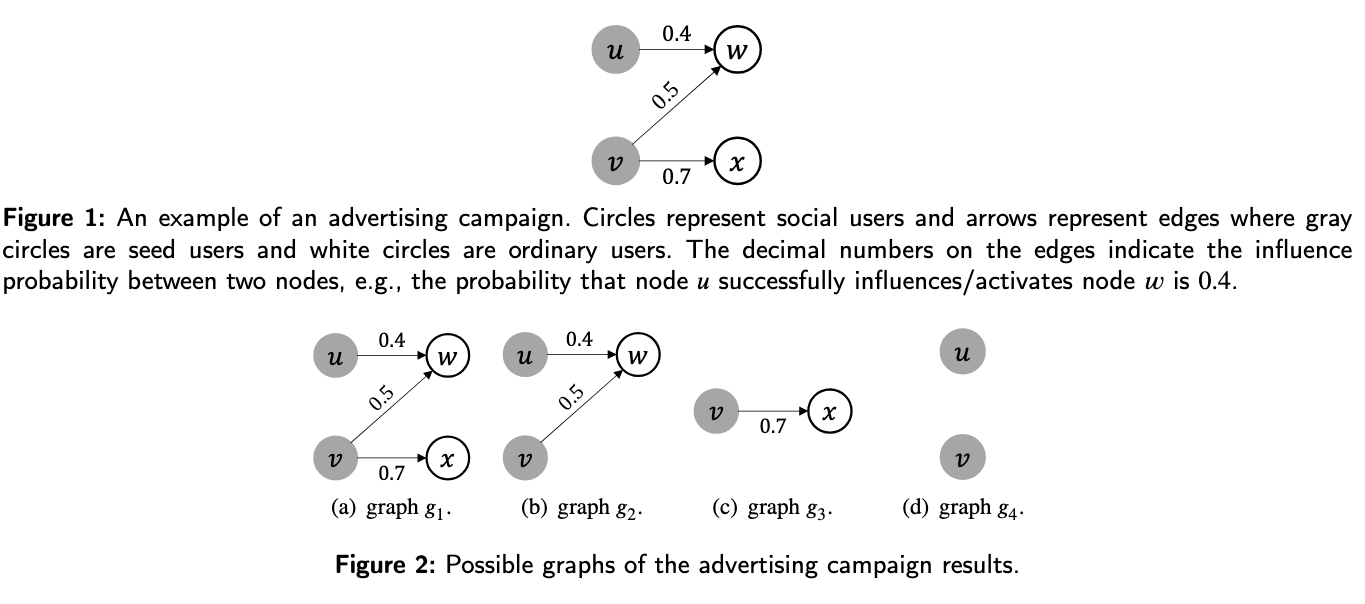 u 0.4 w
0.5
v 0.7 x
Figure 1: An example of an advertising campaign. Circles represent social users and arrows represent edges where gray
circles are seed users and white circles are ordinary users. The decimal numbers on the edges indicate the influence
probability between two nodes, e.g., the probability that node u successfully influences/activates node w is 0.4.
u 0.4 w
0.5
v 0.7 x
(a) graph g₁.
u 0.4 w
0.5
v
(b) graph g₂.
v 0.7 x
(c) graph g₃.
u
v
(d) graph g₄.
Figure 2: Possible graphs of the advertising campaign results.